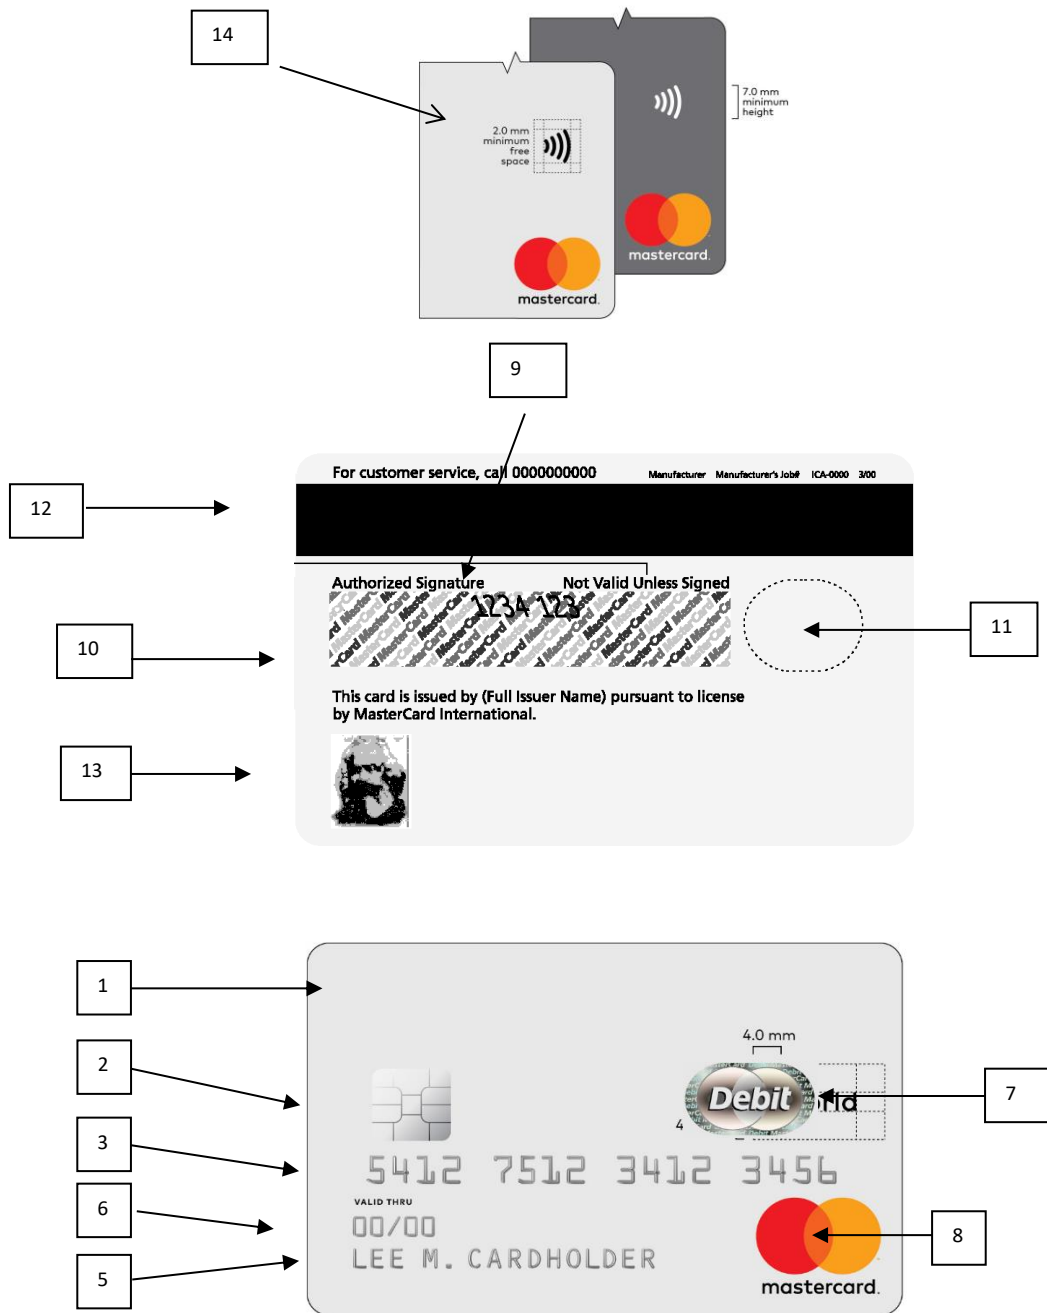 14
2.0 mm
minimum
free
space
7.0 mm
minimum
height
mastercard.
mastercard.
9
For customer service, call 0000000000 Manufacturer Manufacturer's Job# ICA-0000 3/00
12
Authorized Signature Not Valid Unless Signed
1234 123
10
11
This card is issued by (Full Issuer Name) pursuant to license
by MasterCard International.
13
1
4.0 mm
2
Debit
7
4
3
5412 7512 3412 3456
VALID THRU
6
00/00
8
5
LEE M. CARDHOLDER
mastercard.